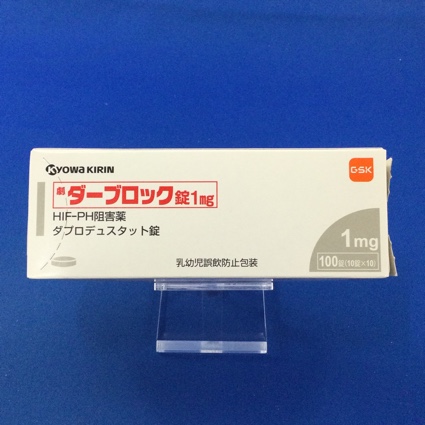 KYOWA KIRIN
GSK
劇 ダーブロック錠1mg
HIF-PH阻害薬
ダプロデュスタット錠
1mg
100錠(10錠×10)
乳幼児誤飲防止包装